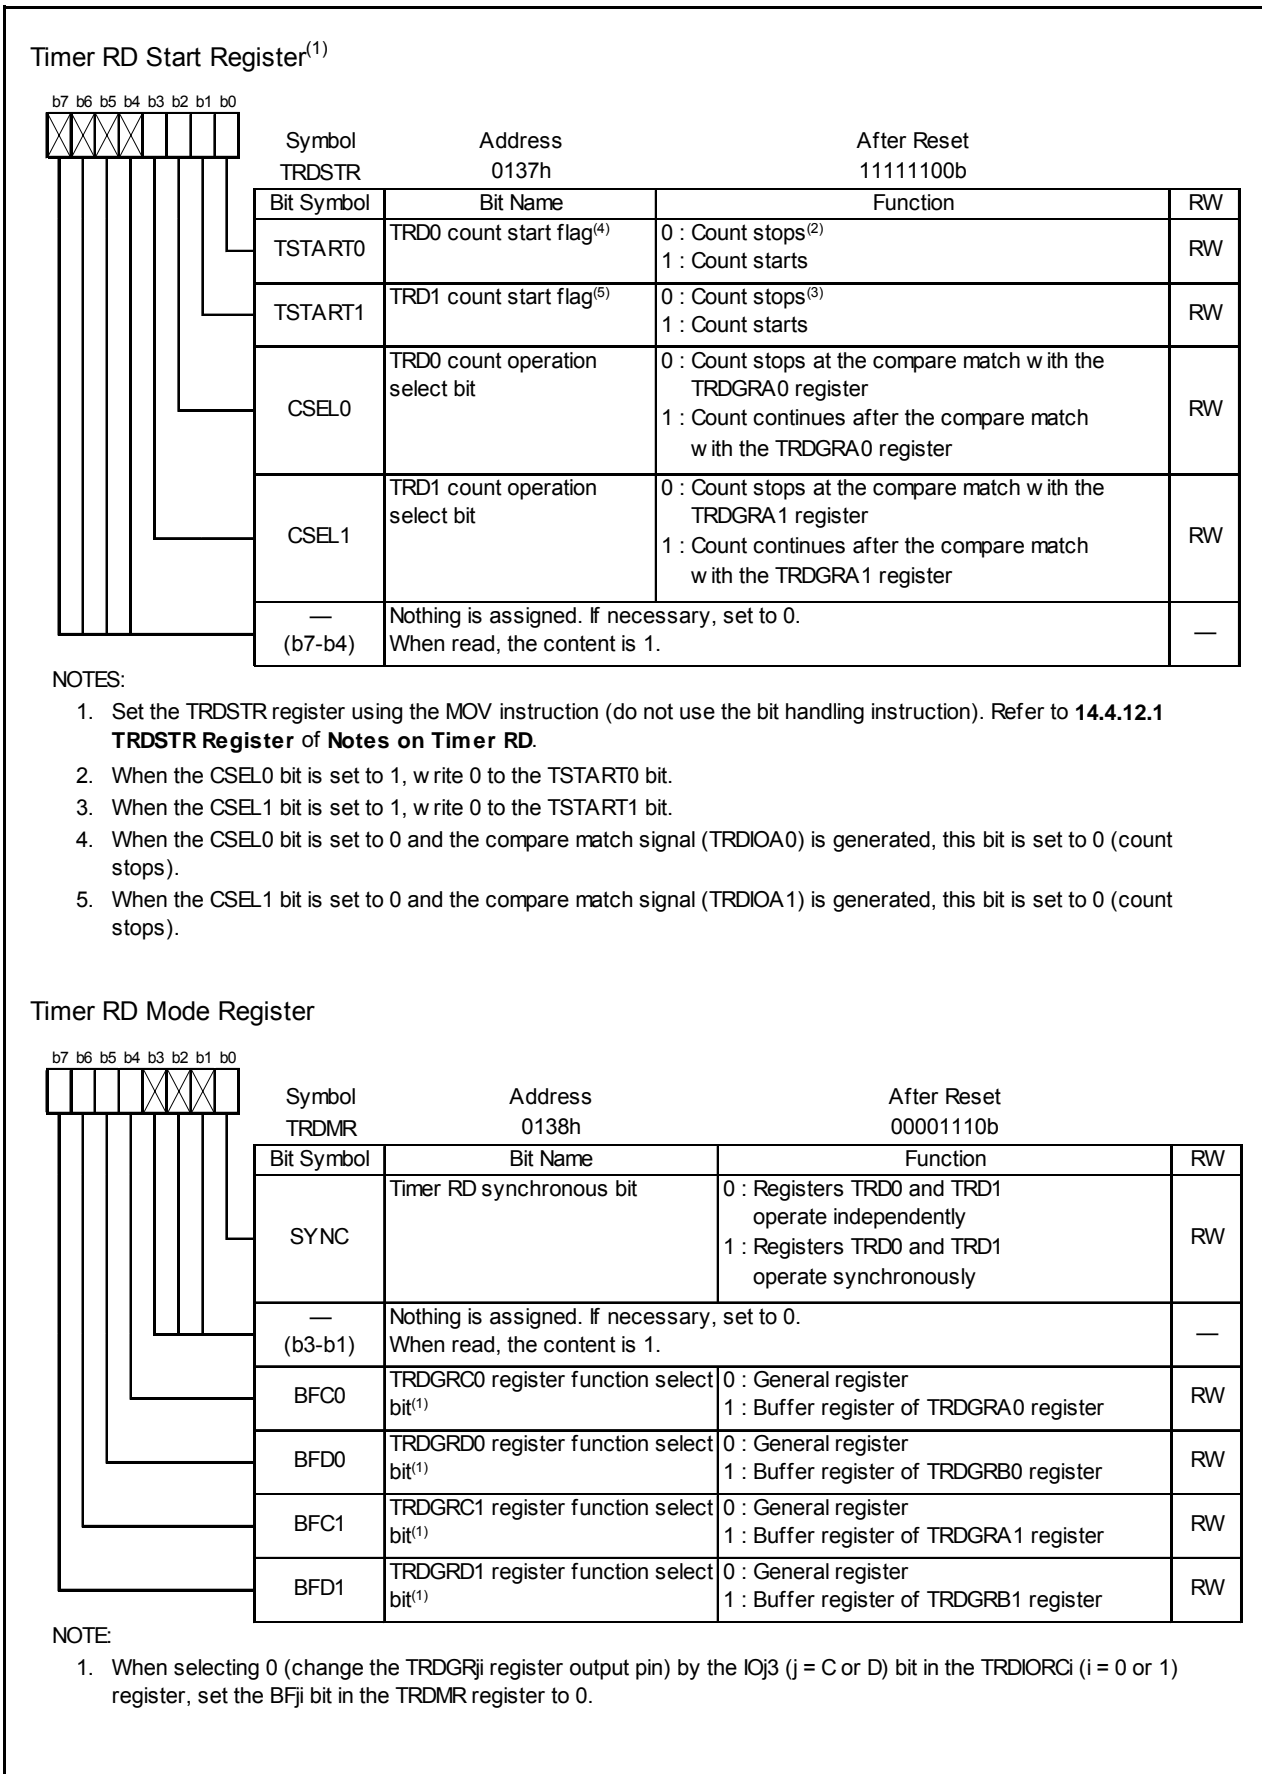 Timer RD Start Register(1)
b7 b6 b5 b4 b3 b2 b1 b0
Symbol Address After Reset
TRDSTR 0137h 11111100b
Bit Symbol Bit Name Function RW
TSTART0 TRD0 count start flag(4) 0 : Count stops(2) RW
1 : Count starts
TSTART1 TRD1 count start flag(5) 0 : Count stops(3) RW
1 : Count starts
CSEL0 TRD0 count operation 0 : Count stops at the compare match with the RW
select bit TRDGRA0 register
1 : Count continues after the compare match
with the TRDGRA0 register
CSEL1 TRD1 count operation 0 : Count stops at the compare match with the RW
select bit TRDGRA1 register
1 : Count continues after the compare match
with the TRDGRA1 register
— Nothing is assigned. If necessary, set to 0. —
(b7-b4) When read, the content is 1.
NOTES:
1. Set the TRDSTR register using the MOV instruction (do not use the bit handling instruction). Refer to 14.4.12.1
TRDSTR Register of Notes on Timer RD.
2. When the CSEL0 bit is set to 1, write 0 to the TSTART0 bit.
3. When the CSEL1 bit is set to 1, write 0 to the TSTART1 bit.
4. When the CSEL0 bit is set to 0 and the compare match signal (TRDIOA0) is generated, this bit is set to 0 (count
stops).
5. When the CSEL1 bit is set to 0 and the compare match signal (TRDIOA1) is generated, this bit is set to 0 (count
stops).
Timer RD Mode Register
b7 b6 b5 b4 b3 b2 b1 b0
Symbol Address After Reset
TRDMR 0138h 00001110b
Bit Symbol Bit Name Function RW
SYNC Timer RD synchronous bit 0 : Registers TRD0 and TRD1 RW
operate independently
1 : Registers TRD0 and TRD1
operate synchronously
— Nothing is assigned. If necessary, set to 0. —
(b3-b1) When read, the content is 1.
BFC0 TRDGRC0 register function select 0 : General register RW
bit(1) 1 : Buffer register of TRDGRA0 register
BFD0 TRDGRD0 register function select 0 : General register RW
bit(1) 1 : Buffer register of TRDGRB0 register
BFC1 TRDGRC1 register function select 0 : General register RW
bit(1) 1 : Buffer register of TRDGRA1 register
BFD1 TRDGRD1 register function select 0 : General register RW
bit(1) 1 : Buffer register of TRDGRB1 register
NOTE:
1. When selecting 0 (change the TRDGRji register output pin) by the IOj3 (j = C or D) bit in the TRDIORCi (i = 0 or 1)
register, set the BFji bit in the TRDMR register to 0.